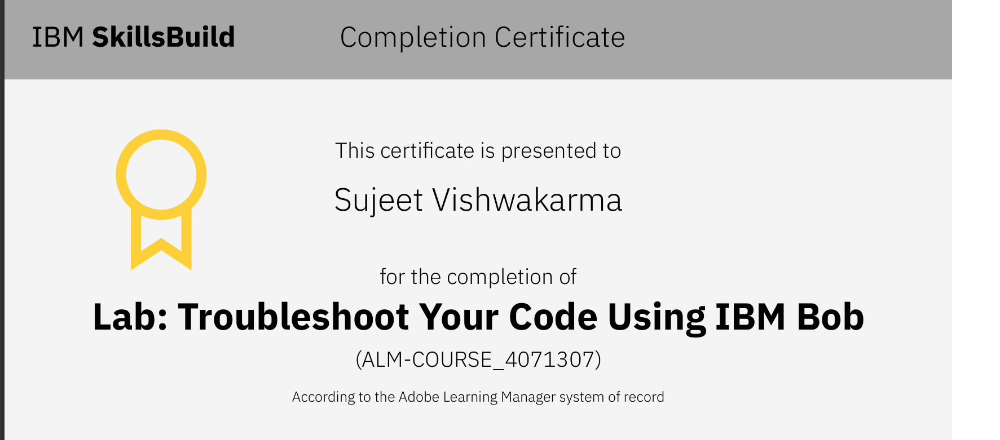 IBM SkillsBuild
Completion Certificate
This certificate is presented to
Sujeet Vishwakarma
for the completion of
Lab: Troubleshoot Your Code Using IBM Bob
(ALM-COURSE_4071307)
According to the Adobe Learning Manager system of record